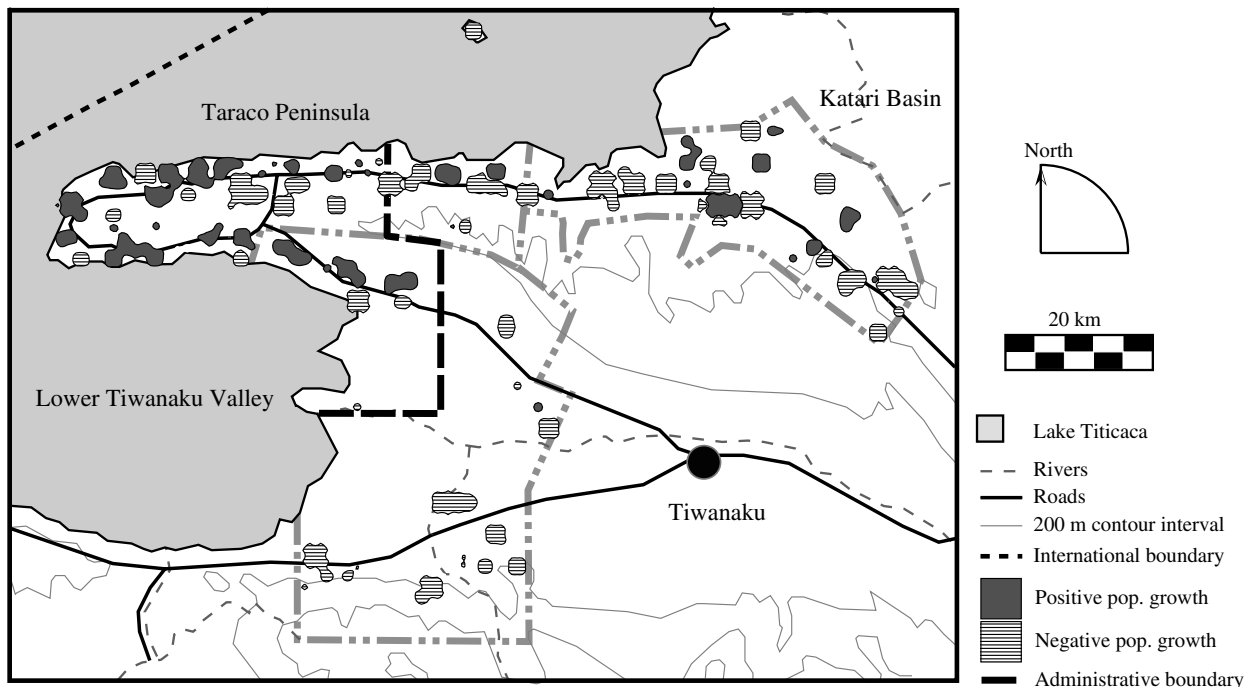 Taraco Peninsula
Katari Basin
North
20 km
Lower Tiwanaku Valley
Tiwanaku
Lake Titicaca
Rivers
Roads
200 m contour interval
International boundary
Positive pop. growth
Negative pop. growth
Administrative boundary